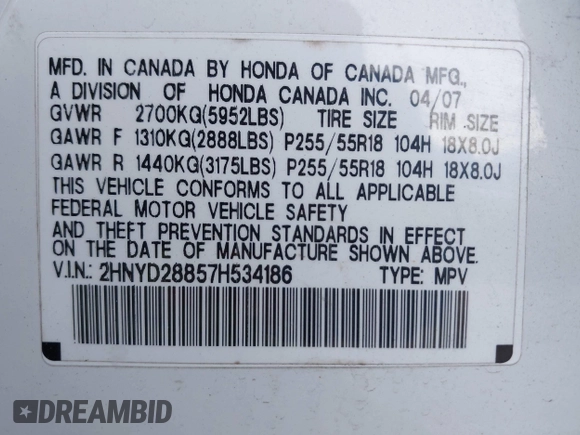 MFD. IN CANADA BY HONDA OF CANADA MFG.,
A DIVISION OF HONDA CANADA INC. 04/07
GVWR 2700KG(5952LBS) TIRE SIZE RIM SIZE
GAWR F 1310KG(2888LBS) P255/55R18 104H 18X8.0J
GAWR R 1440KG(3175LBS) P255/55R18 104H 18X8.0J
THIS VEHICLE CONFORMS TO ALL APPLICABLE
FEDERAL MOTOR VEHICLE SAFETY
AND THEFT PREVENTION STANDARDS IN EFFECT
ON THE DATE OF MANUFACTURE SHOWN ABOVE.
V.I.N.: 2HNYD28857H534186 TYPE: MPV
DREAMBID